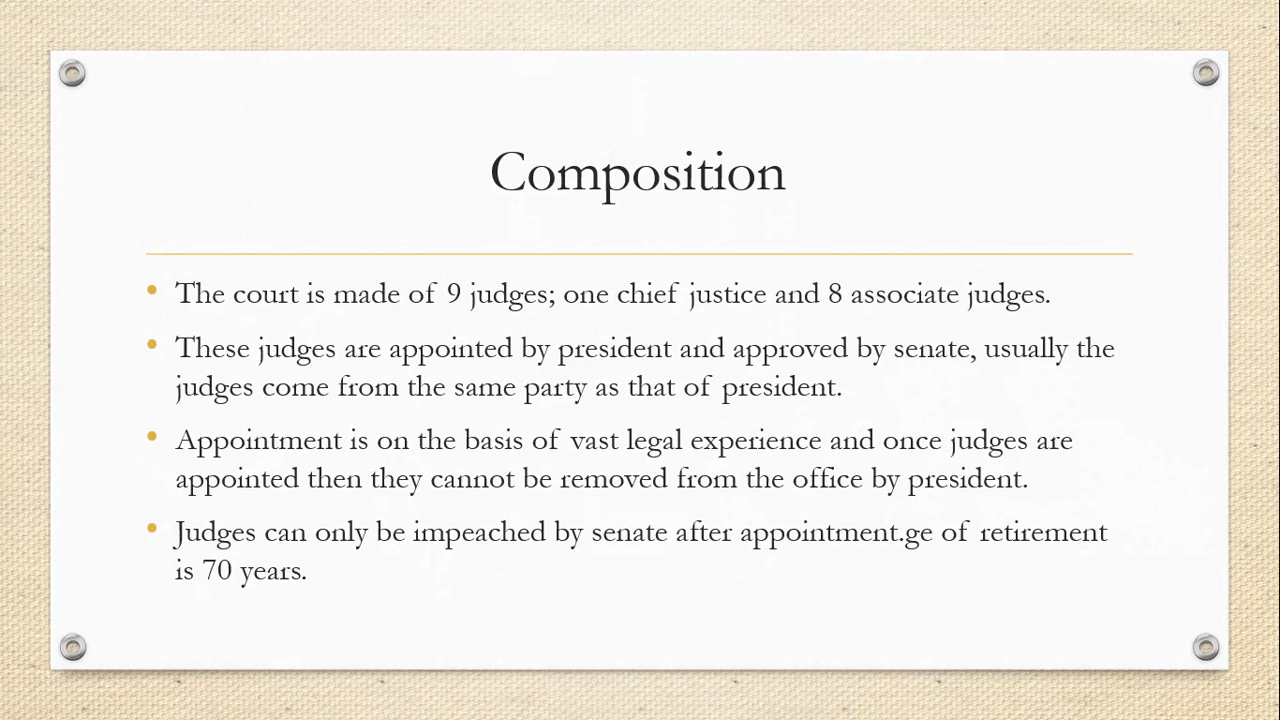 Composition
• The court is made of 9 judges; one chief justice and 8 associate judges.
• These judges are appointed by president and approved by senate, usually the
judges come from the same party as that of president.
• Appointment is on the basis of vast legal experience and once judges are
appointed then they cannot be removed from the office by president.
• Judges can only be impeached by senate after appointment.ge of retirement
is 70 years.